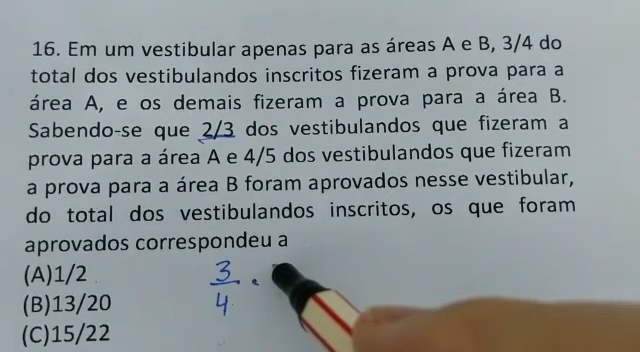 16. Em um vestibular apenas para as áreas A e B, 3/4 do
total dos vestibulandos inscritos fizeram a prova para a
área A, e os demais fizeram a prova para a área B.
Sabendo-se que 2/3 dos vestibulandos que fizeram a
prova para a área A e 4/5 dos vestibulandos que fizeram
a prova para a área B foram aprovados nesse vestibular,
do total dos vestibulandos inscritos, os que foram
aprovados correspondeu a
(A)1/2
(B)13/20
(C)15/22
3/4 .